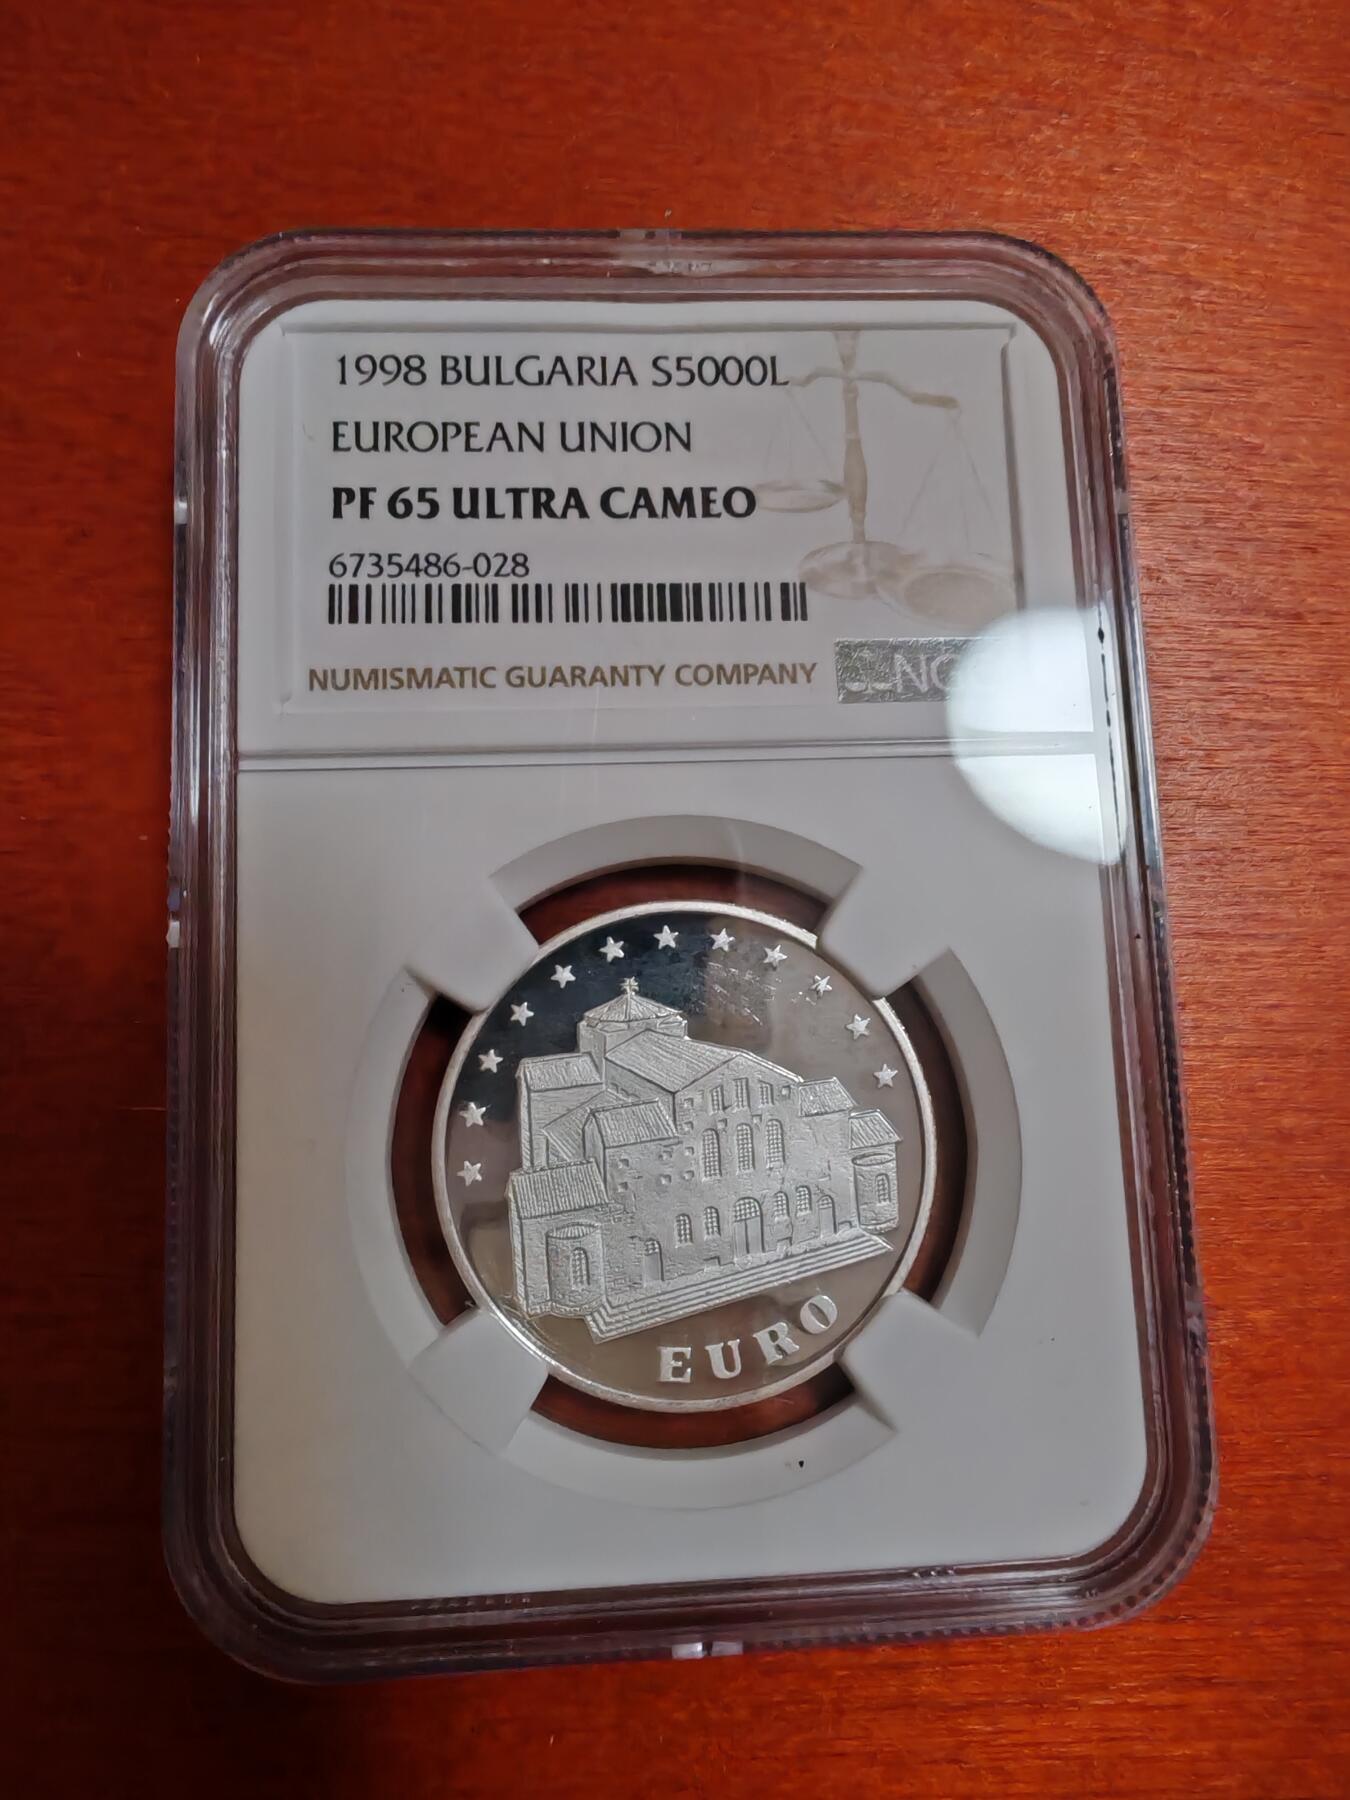 1998 BULGARIA S5000L
EUROPEAN UNION
PF 65 ULTRA CAMEO
6735486-028
NUMISMATIC GUARANTY COMPANY
EURO